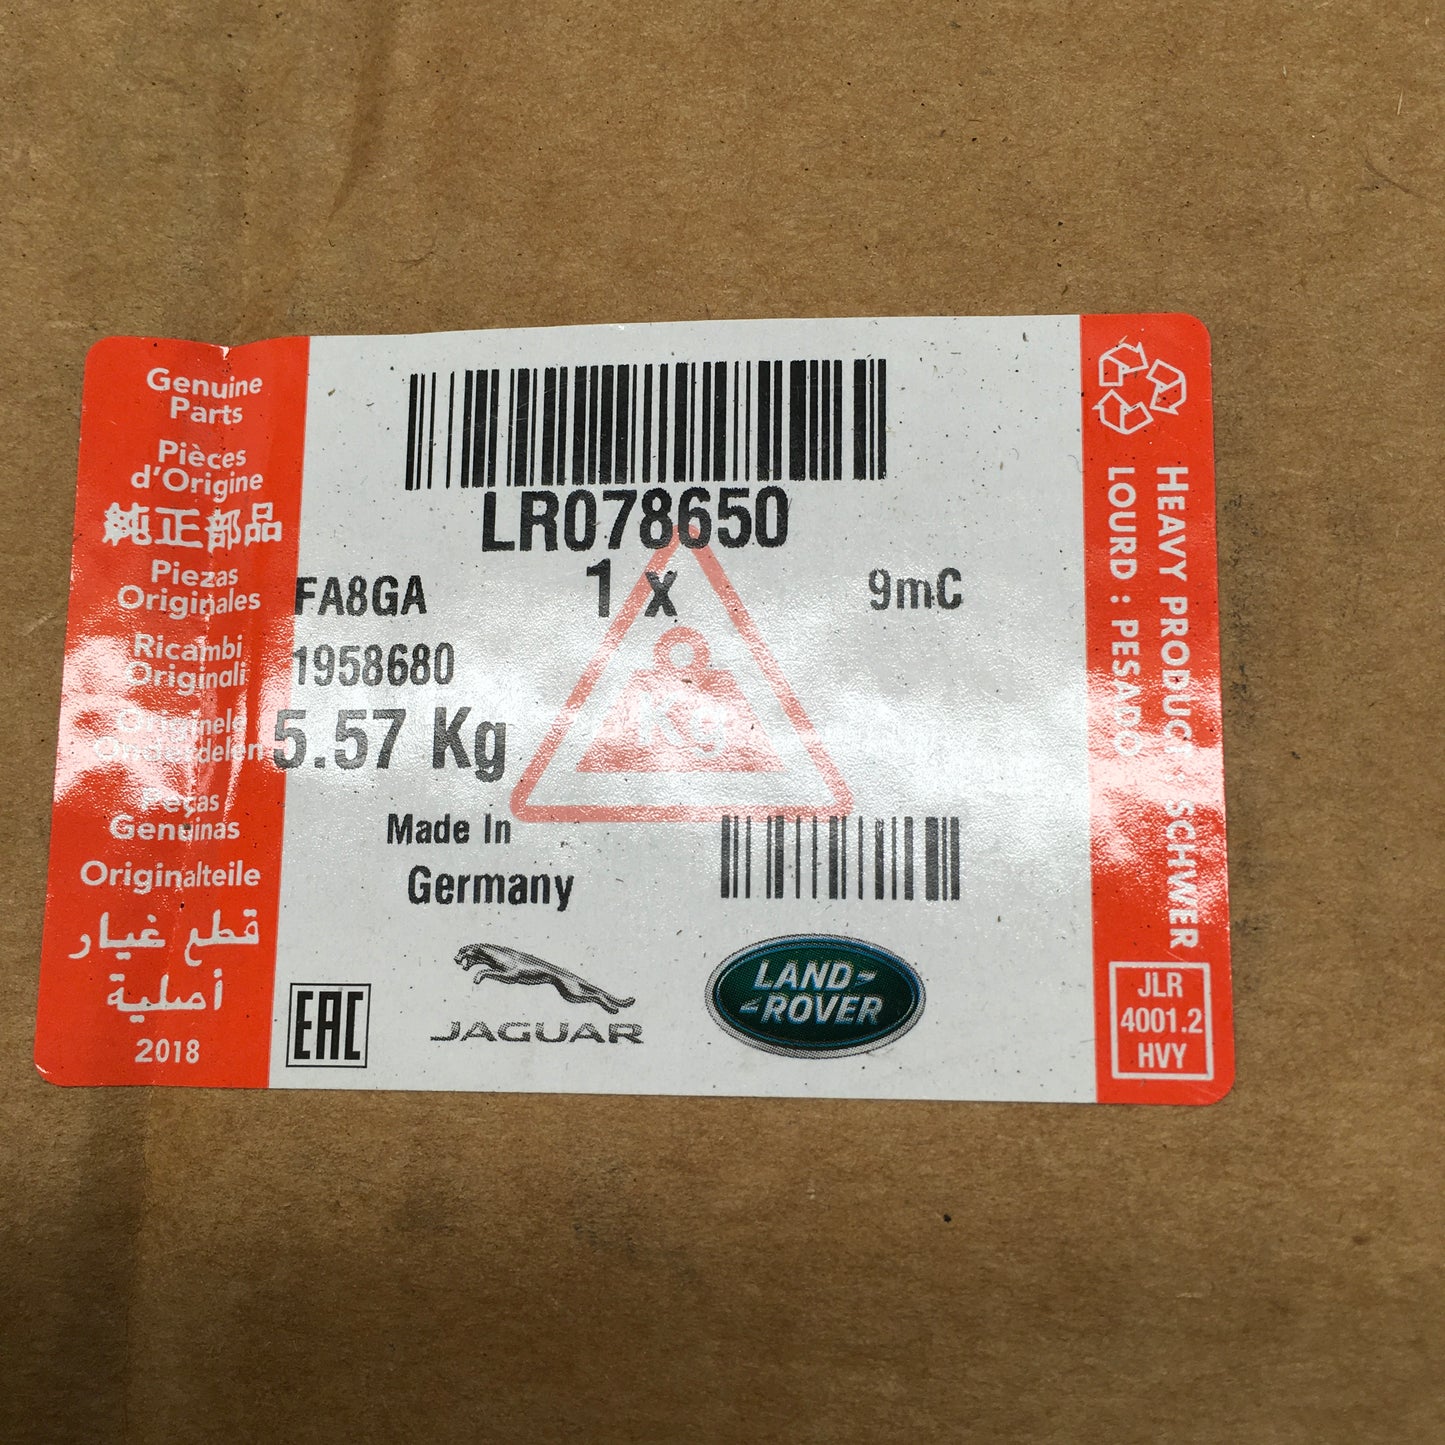 Genuine
Parts
Pièces
d'Origine
純正部品
Piezas
Originales
Ricambi
Originali
Originele
Onderdelen
Peças
Genuinas
Originalteile
قطع غيار
أصلية
2018
LR078650
FA8GA
1 x
9mC
1958680
5.57 Kg
Kg
Made In
Germany
EAC
JAGUAR
LAND
ROVER
HEAVY PRODUCT · SCHWER
LOURD : PESADO
JLR
4001.2
HVY